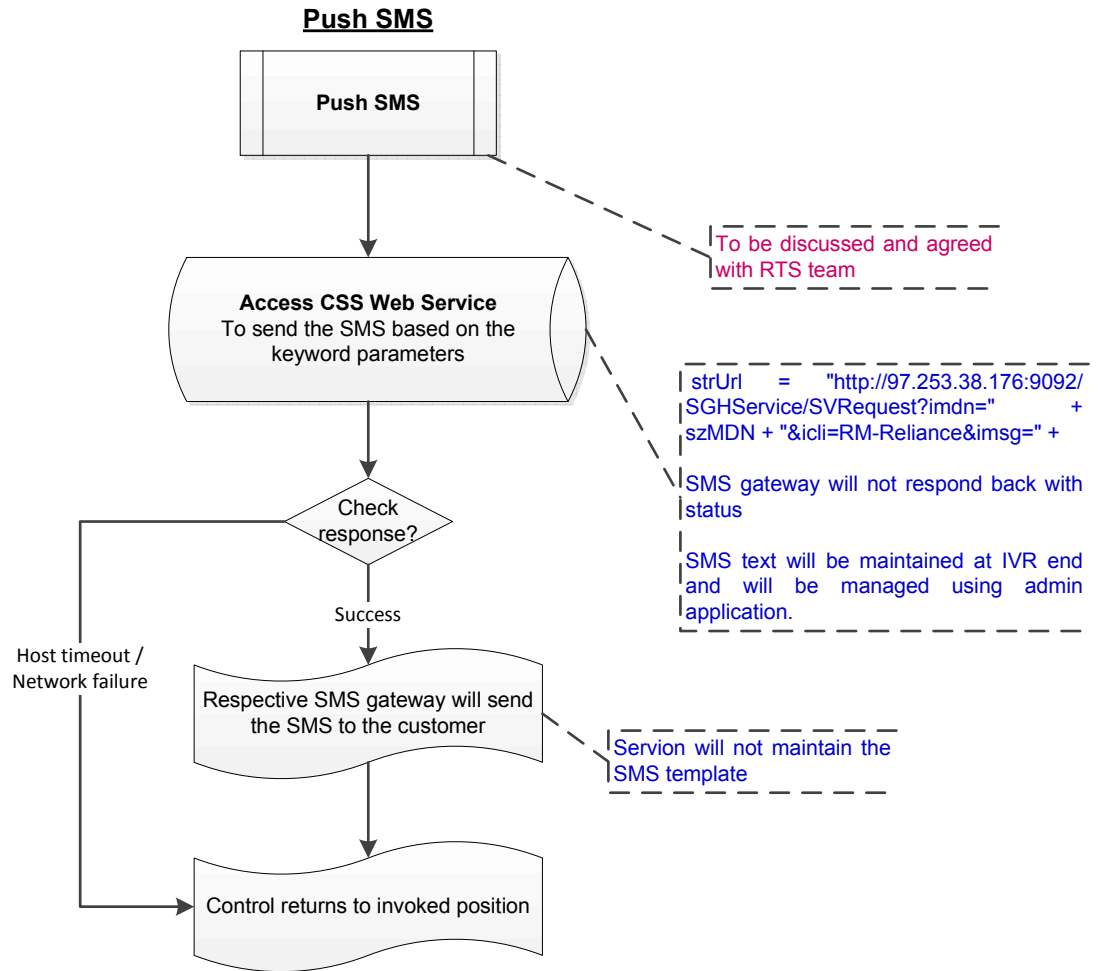 Push SMS
Push SMS
To be discussed and agreed
with RTS team
Access CSS Web Service
To send the SMS based on the
keyword parameters
strUrl = "http://97.253.38.176:9092/
SGHService/SVRequest?imdn=" +
szMDN + "&icli=RM-Reliance&imsg=" +
SMS gateway will not respond back with
status
SMS text will be maintained at IVR end
and will be managed using admin
application.
Check
response?
Success
Host timeout /
Network failure
Respective SMS gateway will send
the SMS to the customer
Servion will not maintain the
SMS template
Control returns to invoked position